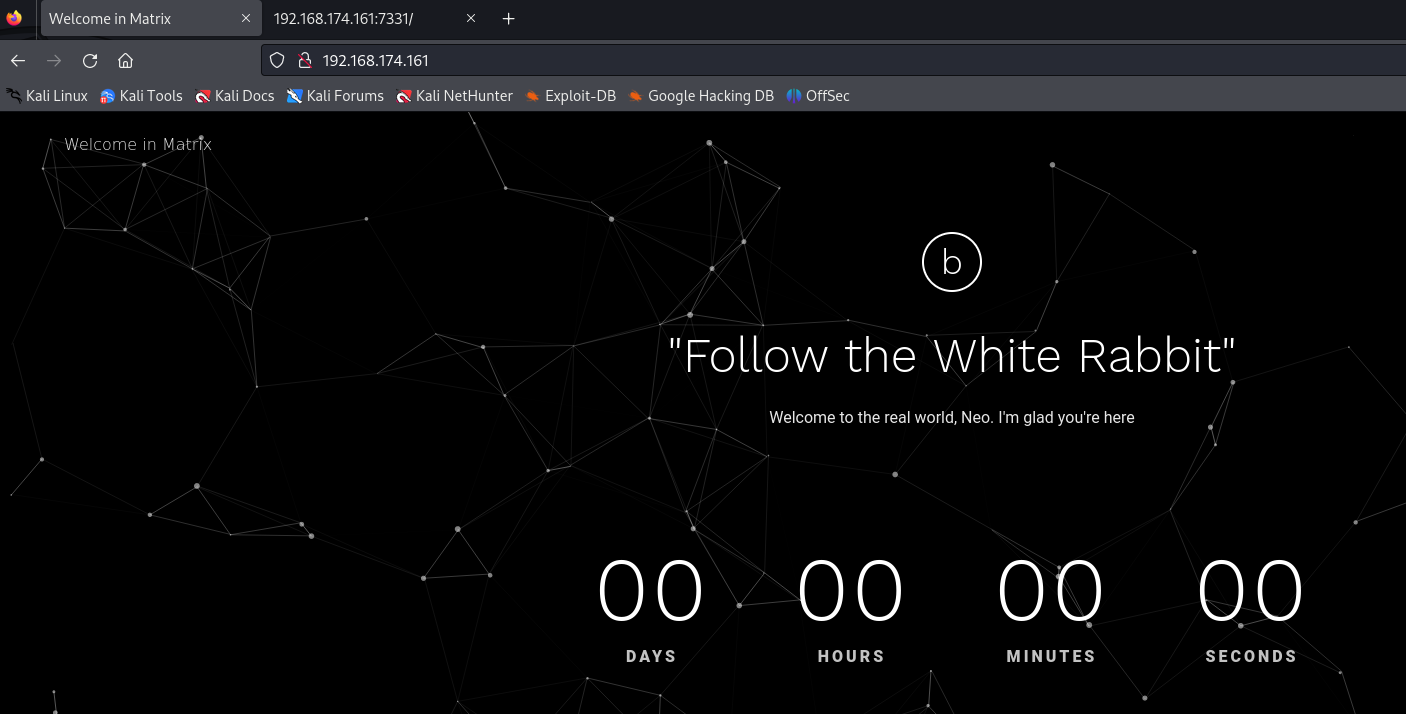 Welcome in Matrix
192.168.174.161:7331/
192.168.174.161
Kali Linux Kali Tools Kali Docs Kali Forums Kali NetHunter Exploit-DB Google Hacking DB OffSec
Welcome in Matrix
b
"Follow the White Rabbit"
Welcome to the real world, Neo. I'm glad you're here
00 00 00 00
DAYS HOURS MINUTES SECONDS